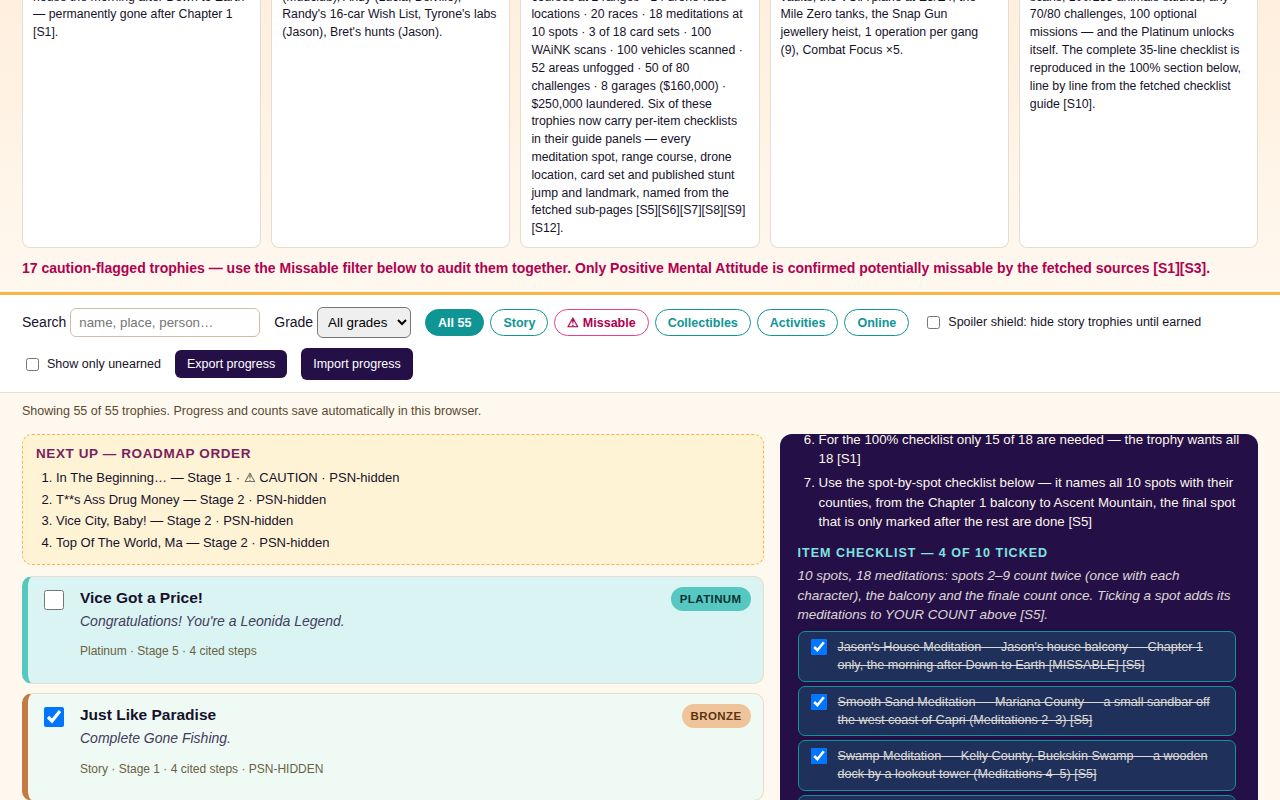 — permanently gone after Chapter 1
[S1].
Randy's 16-car Wish List, Tyrone's labs
(Jason), Bret's hunts (Jason).
locations · 20 races · 18 meditations at
10 spots · 3 of 18 card sets · 100
WAiNK scans · 100 vehicles scanned ·
52 areas unfogged · 50 of 80
challenges · 8 garages ($160,000) ·
$250,000 laundered. Six of these
trophies now carry per-item checklists
in their guide panels — every
meditation spot, range course, drone
location, card set and published stunt
jump and landmark, named from the
fetched sub-pages [S5][S6][S7][S8][S9]
[S12].
Mile Zero tanks, the Snap Gun
jewellery heist, 1 operation per gang
(9), Combat Focus ×5.
70/80 challenges, 100 optional
missions — and the Platinum unlocks
itself. The complete 35-line checklist is
reproduced in the 100% section below,
line by line from the fetched checklist
guide [S10].
17 caution-flagged trophies — use the Missable filter below to audit them together. Only Positive Mental Attitude is confirmed potentially missable by the fetched sources [S1][S3].
Search name, place, person… Grade All grades All 55 Story ⚠ Missable Collectibles Activities Online Spoiler shield: hide story trophies until earned
Show only unearned Export progress Import progress
Showing 55 of 55 trophies. Progress and counts save automatically in this browser.
NEXT UP — ROADMAP ORDER
1. In The Beginning… — Stage 1 · ⚠ CAUTION · PSN-hidden
2. T**s Ass Drug Money — Stage 2 · PSN-hidden
3. Vice City, Baby! — Stage 2 · PSN-hidden
4. Top Of The World, Ma — Stage 2 · PSN-hidden
Vice Got a Price! PLATINUM
Congratulations! You're a Leonida Legend.
Platinum · Stage 5 · 4 cited steps
Just Like Paradise BRONZE
Complete Gone Fishing.
Story · Stage 1 · 4 cited steps · PSN-HIDDEN
6. For the 100% checklist only 15 of 18 are needed — the trophy wants all
18 [S1]
7. Use the spot-by-spot checklist below — it names all 10 spots with their
counties, from the Chapter 1 balcony to Ascent Mountain, the final spot
that is only marked after the rest are done [S5]
ITEM CHECKLIST — 4 OF 10 TICKED
10 spots, 18 meditations: spots 2–9 count twice (once with each
character), the balcony and the finale count once. Ticking a spot adds its
meditations to YOUR COUNT above [S5].
Jason's House Meditation — Jason's house balcony — Chapter 1
only, the morning after Down to Earth [MISSABLE] [S5]
Smooth Sand Meditation — Mariana County — a small sandbar off
the west coast of Capri (Meditations 2–3) [S5]
Swamp Meditation — Kelly County, Buckskin Swamp — a wooden
dock by a lookout tower (Meditations 4–5) [S5]